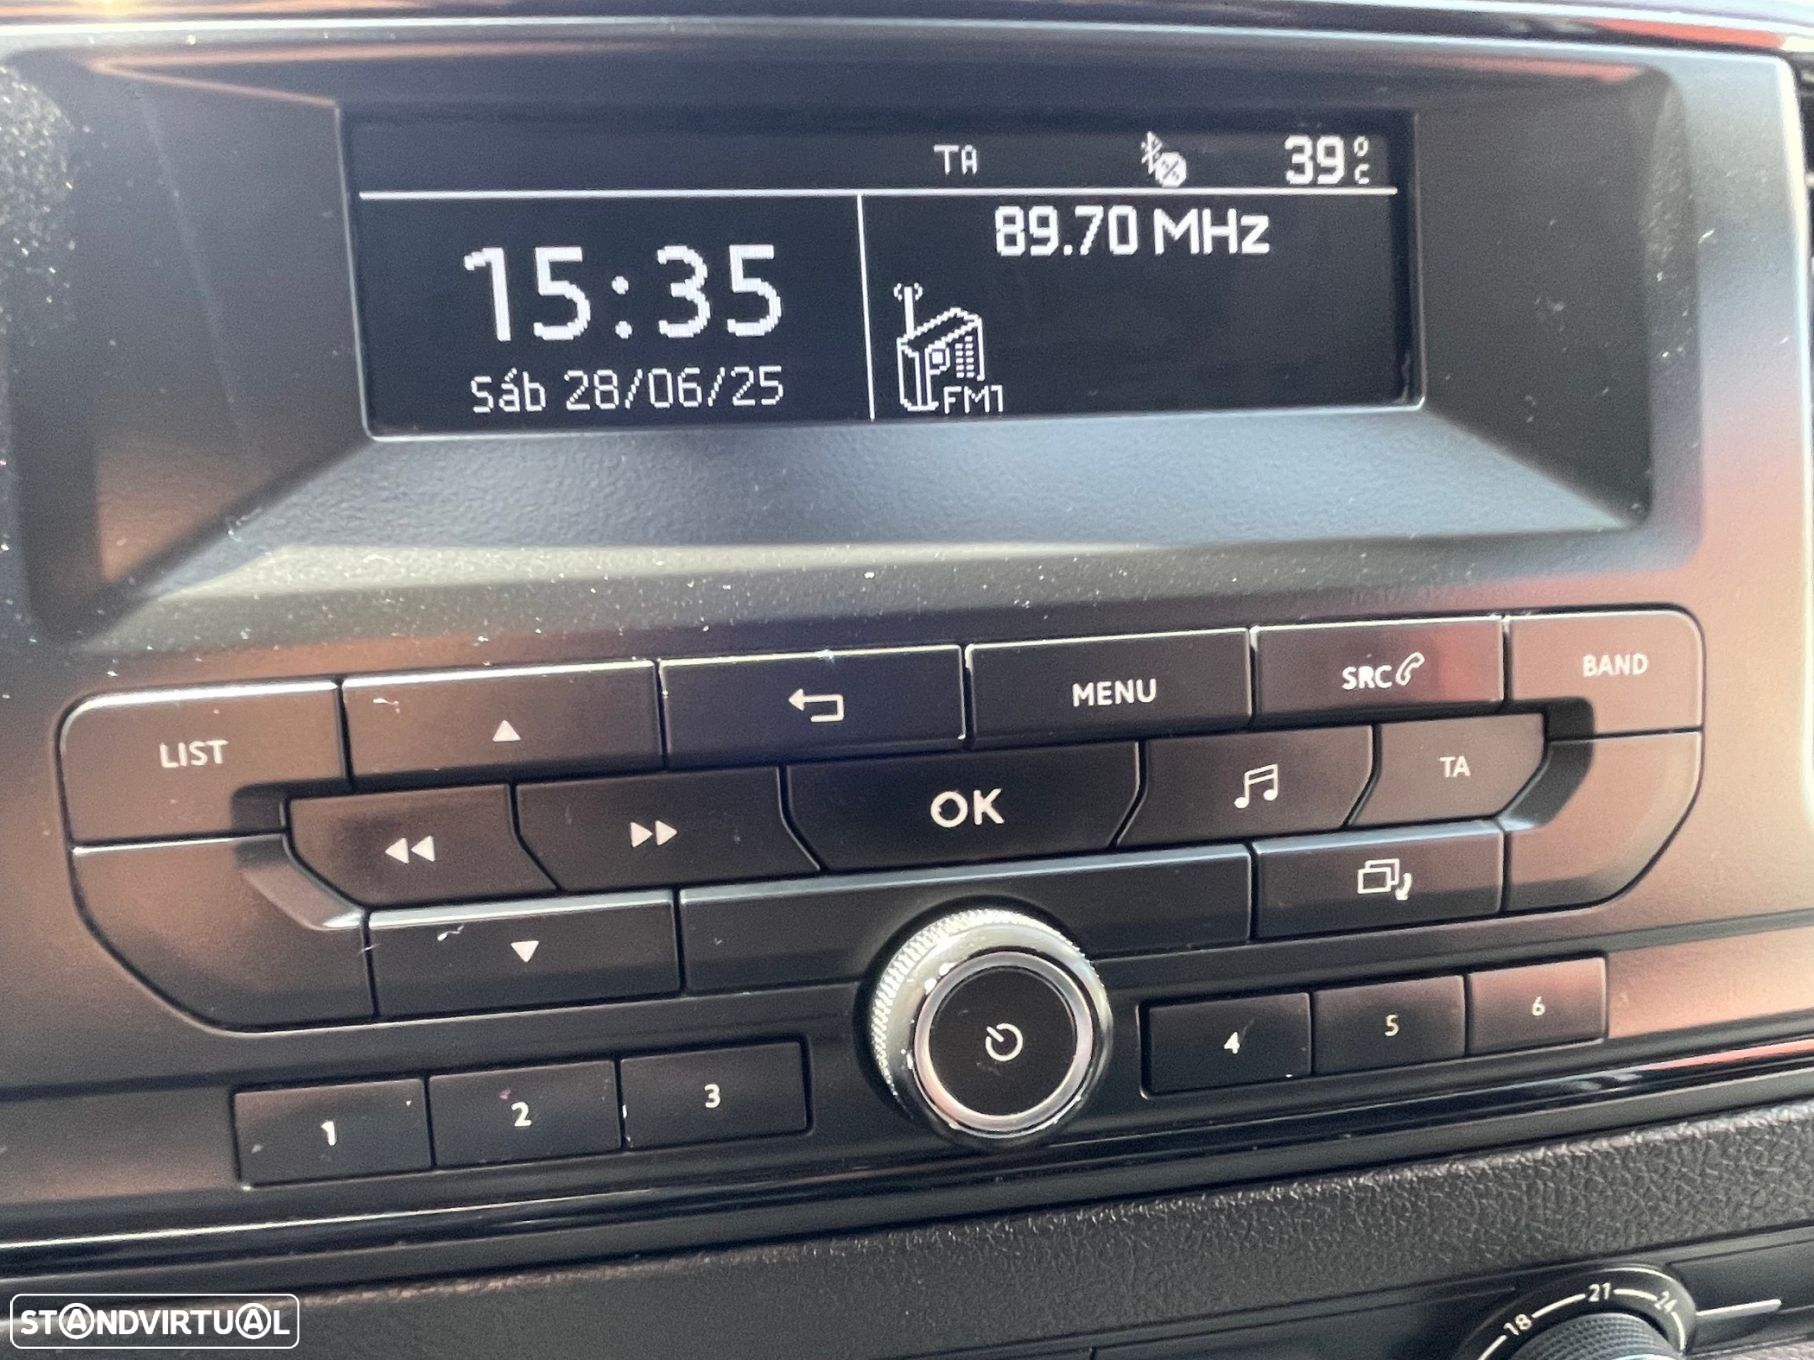 TA 39°C
89.70 MHz
15:35
Sáb 28/06/25
FM1
LIST
MENU
SRC
BAND
OK
TA
1 2 3
4 5 6
18 21 24
STANDVIRTUAL